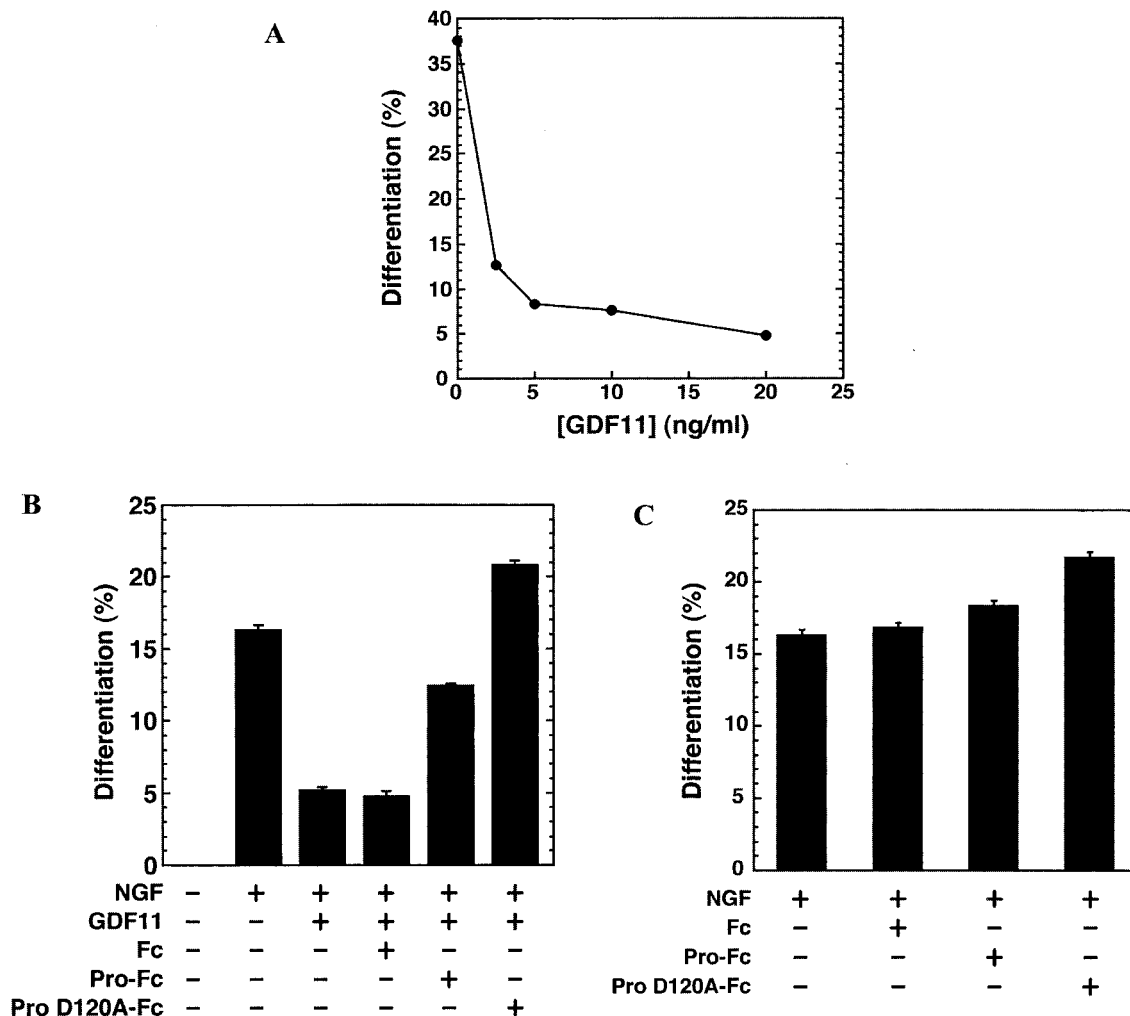 A
40
35
30
25
20
15
10
5
0
Differentiation (%)
0 5 10 15 20 25
[GDF11] (ng/ml)
B
25
20
15
10
5
0
Differentiation (%)
NGF – + + + + +
GDF11 – – + + + +
Fc – – – + – –
Pro-Fc – – – – + –
Pro D120A-Fc – – – – – +
C
25
20
15
10
5
0
Differentiation (%)
NGF + + + +
Fc – + – –
Pro-Fc – – + –
Pro D120A-Fc – – – +